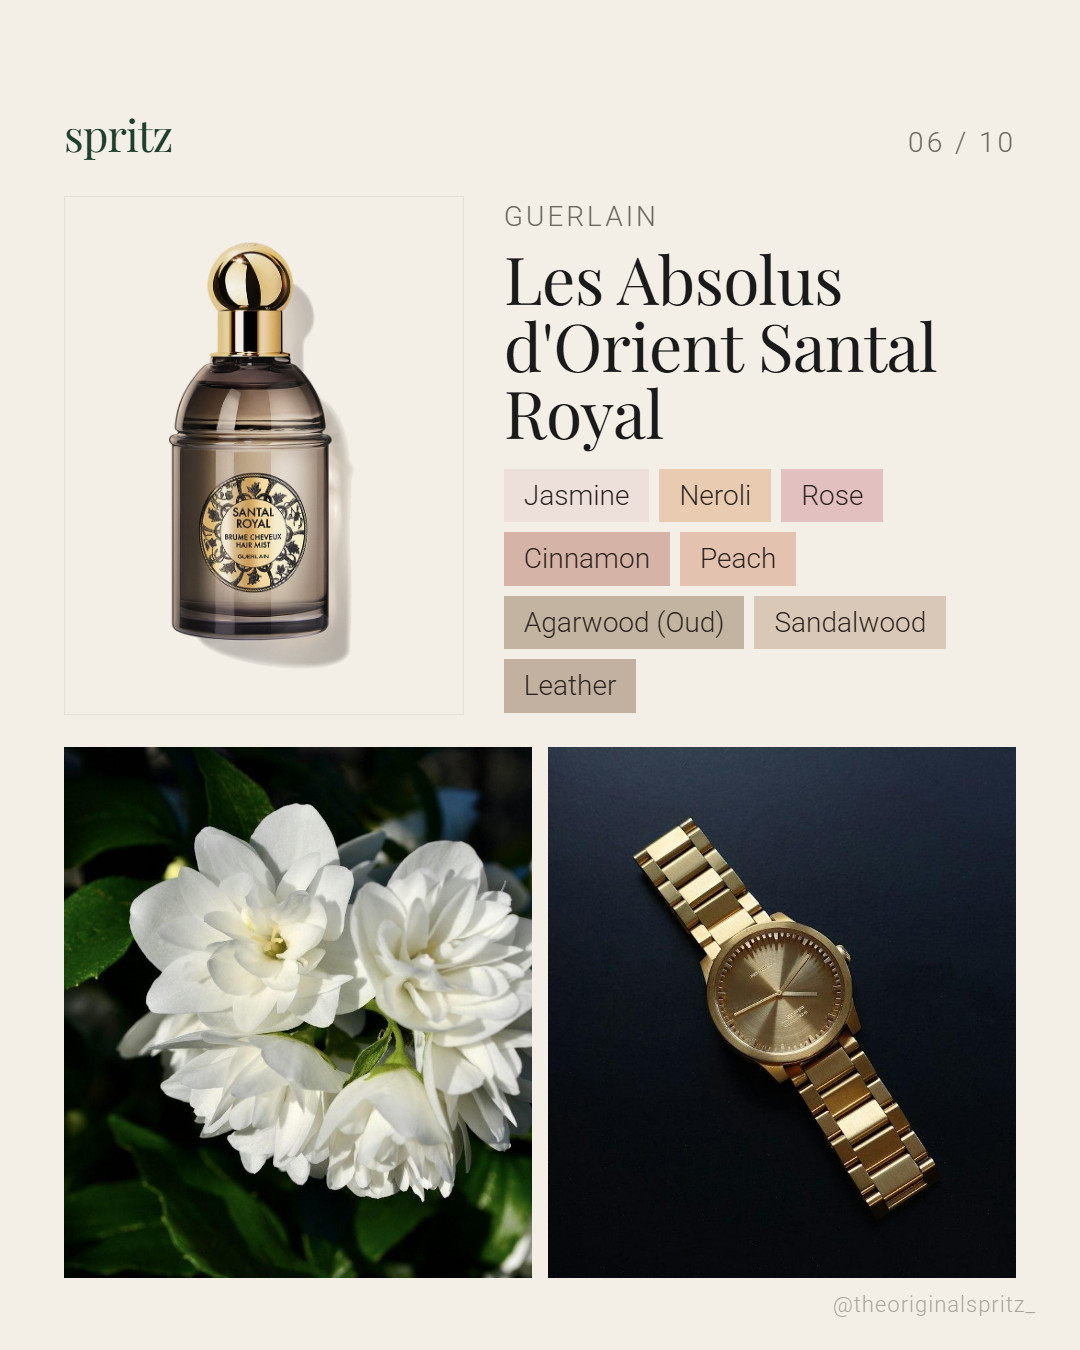 spritz
06 / 10
GUERLAIN
Les Absolus
d'Orient Santal
Royal
Jasmine
Neroli
Rose
Cinnamon
Peach
Agarwood (Oud)
Sandalwood
Leather
SANTAL
ROYAL
BRUME CHEVEUX
HAIR MIST
GUERLAIN
@theoriginalspritz_